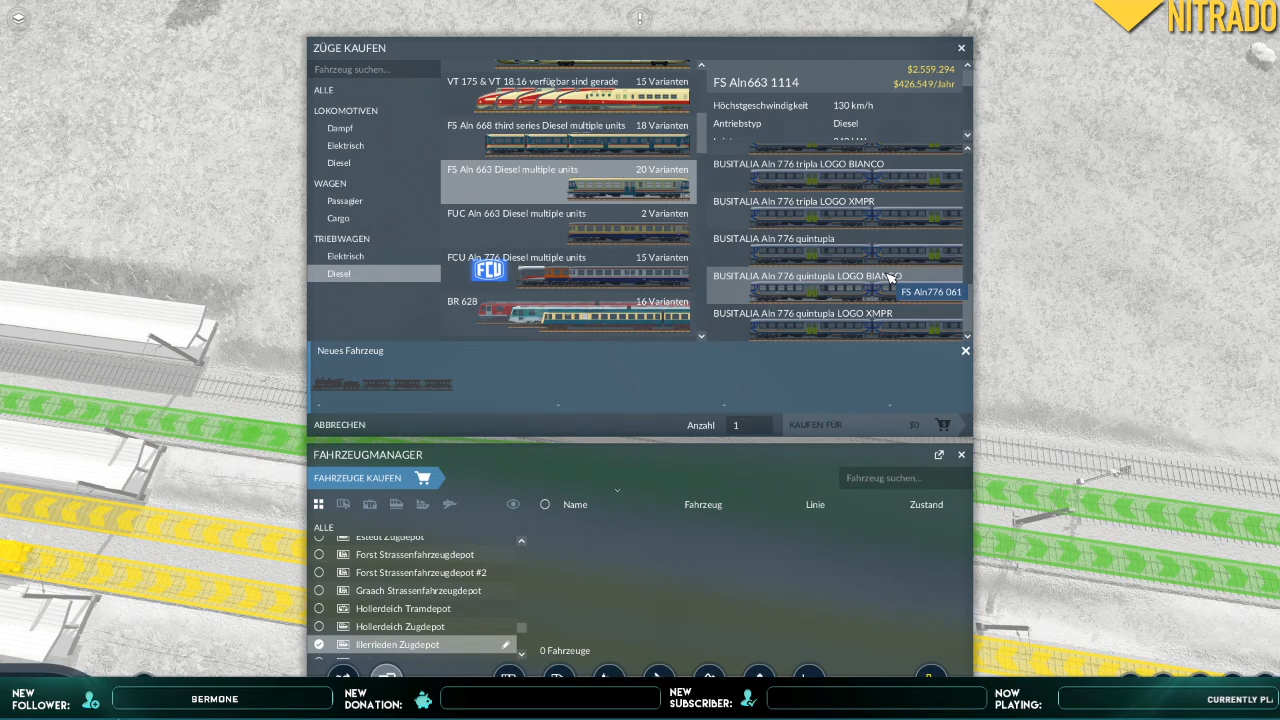 NITRADO
ZÜGE KAUFEN
Fahrzeug suchen...
ALLE
LOKOMOTIVEN
Dampf
Elektrisch
Diesel
WAGEN
Passagier
Cargo
TRIEBWAGEN
Elektrisch
Diesel
VT 175 & VT 18.16 verfügbar sind gerade 15 Varianten
FS Aln 668 third series Diesel multiple units 18 Varianten
FS Aln 663 Diesel multiple units 20 Varianten
FUC Aln 663 Diesel multiple units 2 Varianten
FCU Aln 776 Diesel multiple units 15 Varianten
FCU
BR 628 16 Varianten
$2.559.294
FS Aln663 1114 $426.549/Jahr
Höchstgeschwindigkeit 130 km/h
Antriebstyp Diesel
BUSITALIA Aln 776 tripla LOGO BIANCO
BUSITALIA Aln 776 tripla LOGO XMPR
BUSITALIA Aln 776 quintupla
BUSITALIA Aln 776 quintupla LOGO BIANCO
FS Aln776 061
BUSITALIA Aln 776 quintupla LOGO XMPR
Neues Fahrzeug
- - - -
ABBRECHEN Anzahl 1 KAUFEN FÜR $0
FAHRZEUGMANAGER
FAHRZEUGE KAUFEN Fahrzeug suchen...
Name Fahrzeug Linie Zustand
ALLE
Estedt Zugdepot
Forst Strassenfahrzeugdepot
Forst Strassenfahrzeugdepot #2
Graach Strassenfahrzeugdepot
Hollerdeich Tramdepot
Hollerdeich Zugdepot
Illerrieden Zugdepot
0 Fahrzeuge
NEW FOLLOWER: SERMONE
NEW DONATION:
NEW SUBSCRIBER:
NOW PLAYING: CURRENTLY PL